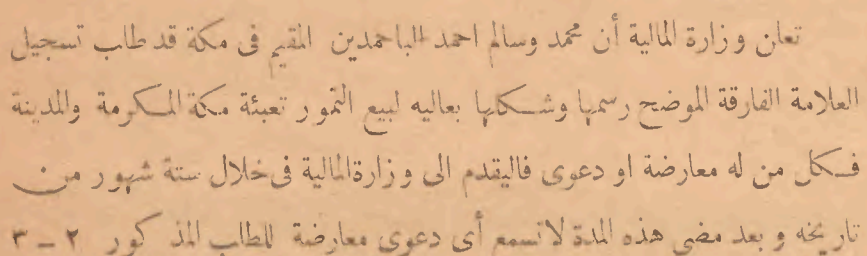 تعلن وزارة المالية أن محمد وسالم احمد الباحمدين المقيم فى مكة قد طلب تسجيل
العلامة الفارقة الموضح رسمها وشكلها بعاليه لبيع التمور تعبئة مكة المكرمة والمدينة
فكل من له معارضة او دعوى فاليقدم الى وزارة المالية فى خلال ستة شهور من
تاريخه وبعد مضى هذه المدة لا تسمع أى دعوى معارضة للطلب المذكور ٢ – ٣